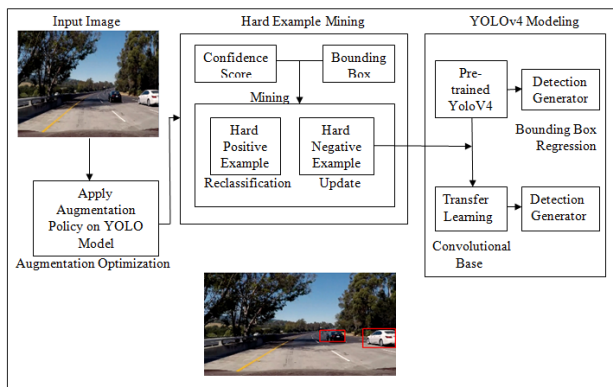 Input Image
Apply
Augmentation
Policy on YOLO
Model
Augmentation Optimization
Hard Example Mining
Confidence
Score
Bounding
Box
Mining
Hard
Positive
Example
Reclassification
Hard
Negative
Example
Update
YOLOv4 Modeling
Pre-
trained
YoloV4
Detection
Generator
Bounding Box
Regression
Transfer
Learning
Detection
Generator
Convolutional
Base